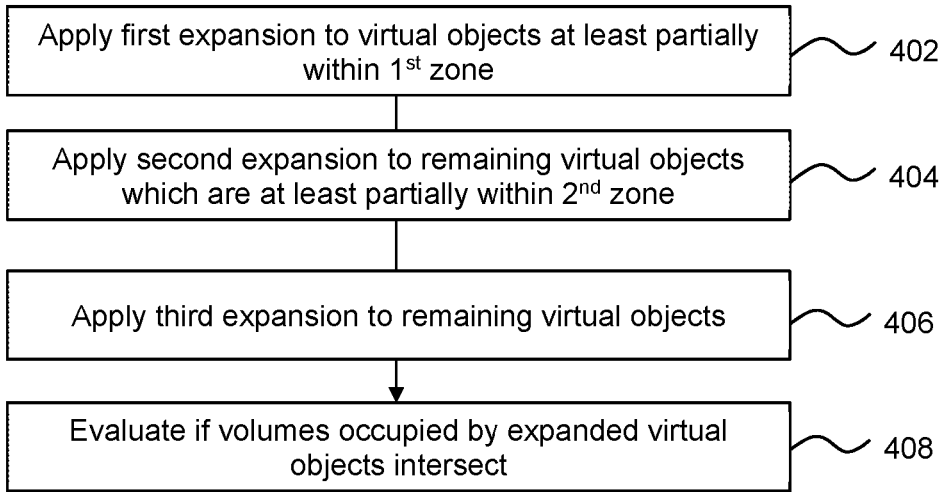 Apply first expansion to virtual objects at least partially
within 1st zone
402
Apply second expansion to remaining virtual objects
which are at least partially within 2nd zone
404
Apply third expansion to remaining virtual objects
406
Evaluate if volumes occupied by expanded virtual
objects intersect
408